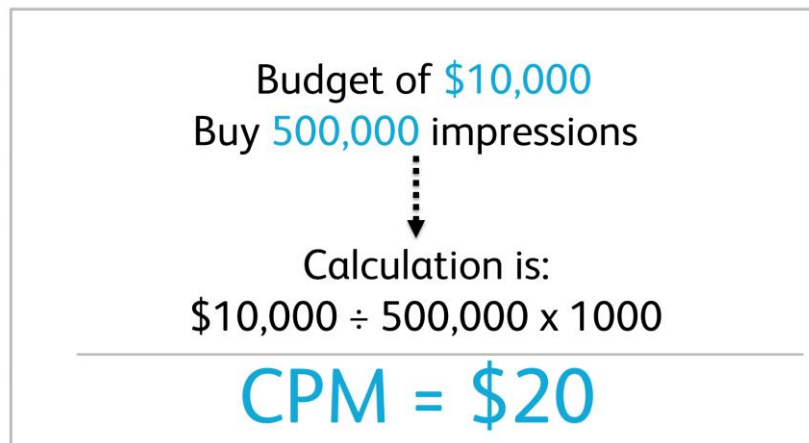 Budget of $10,000
Buy 500,000 impressions
Calculation is:
$10,000 ÷ 500,000 x 1000
CPM = $20